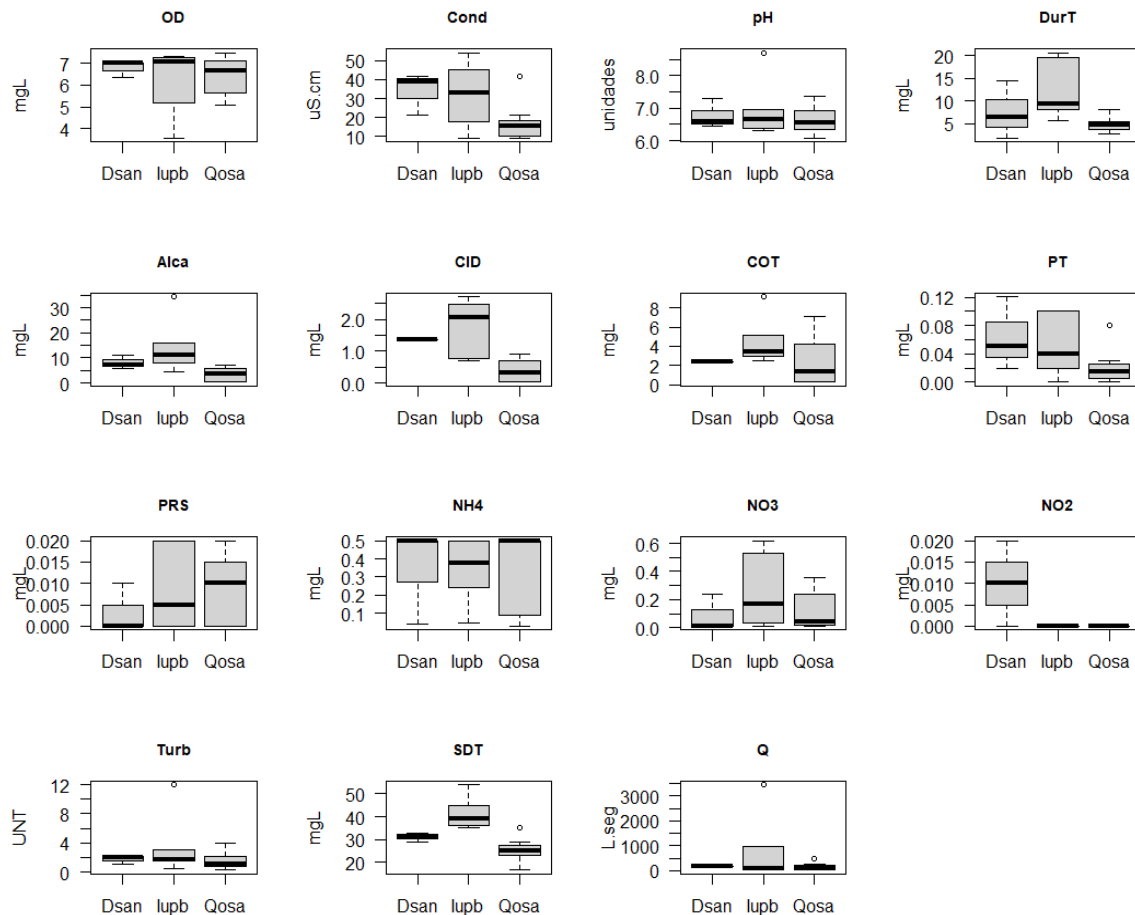 OD
mgL
7
6
5
4
Dsan Iupb Qosa
Cond
uS.cm
50
40
30
20
10
Dsan Iupb Qosa
pH
unidades
8.0
7.0
6.0
Dsan Iupb Qosa
DurT
mgL
20
15
10
5
Dsan Iupb Qosa
Alca
mgL
30
20
10
0
Dsan Iupb Qosa
CID
mgL
2.0
1.0
0.0
Dsan Iupb Qosa
COT
mgL
8
6
4
2
0
Dsan Iupb Qosa
PT
mgL
0.12
0.08
0.04
0.00
Dsan Iupb Qosa
PRS
mgL
0.020
0.015
0.010
0.005
0.000
Dsan Iupb Qosa
NH4
mgL
0.5
0.4
0.3
0.2
0.1
Dsan Iupb Qosa
NO3
mgL
0.6
0.4
0.2
0.0
Dsan Iupb Qosa
NO2
mgL
0.020
0.015
0.010
0.005
0.000
Dsan Iupb Qosa
Turb
UNT
12
8
4
0
Dsan Iupb Qosa
SDT
mgL
50
40
30
20
Dsan Iupb Qosa
Q
L.seg
3000
2000
1000
0
Dsan Iupb Qosa